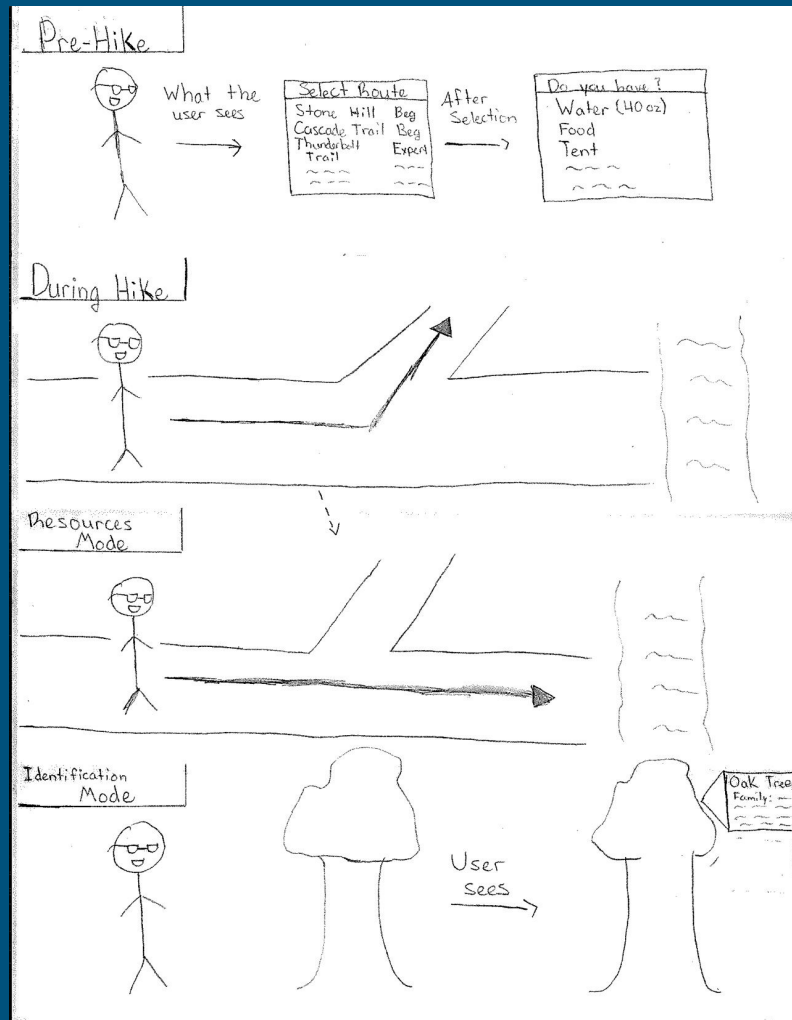 Pre-Hike
What the
user sees
Select Route
Stone Hill Beg
Cascade Trail Beg
Thunderbolt Expert
Trail
After
Selection
Do you have?
Water (40 oz)
Food
Tent
During Hike
Resources
Mode
Identification
Mode
User
sees
Oak Tree
Family: